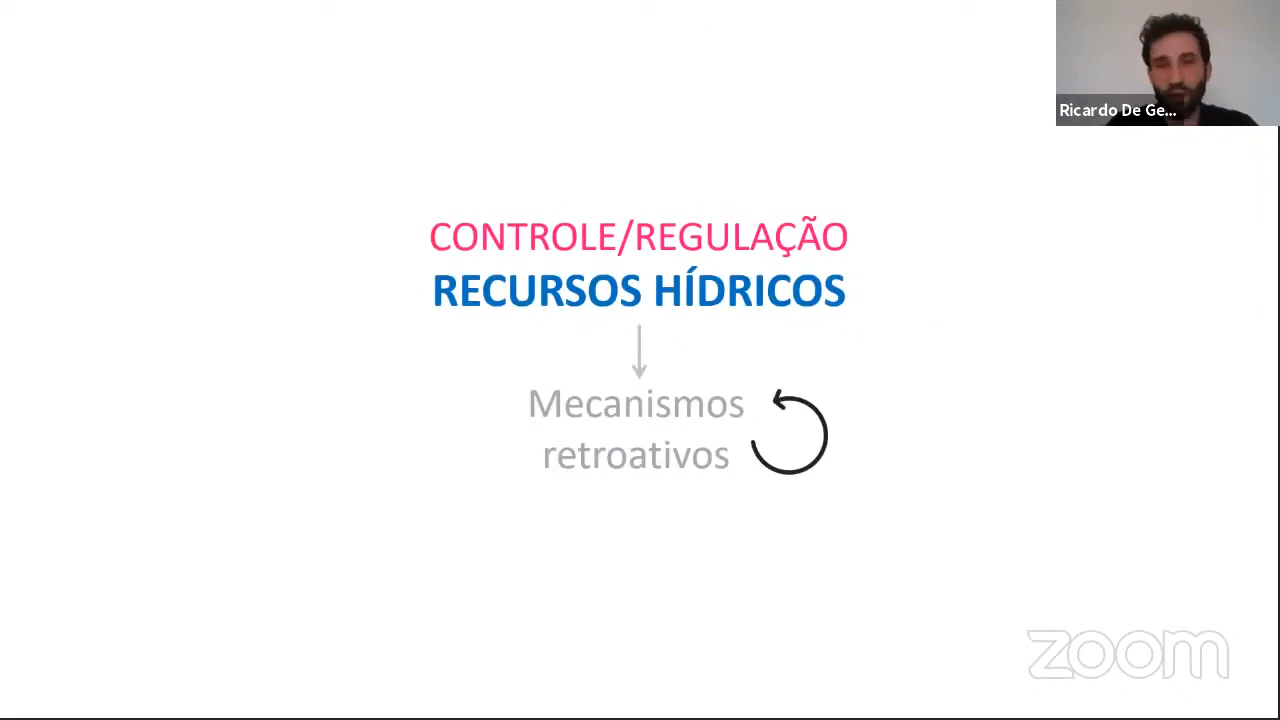 Ricardo De Ge...
CONTROLE/REGULAÇÃO
RECURSOS HÍDRICOS
Mecanismos
retroativos
zoom